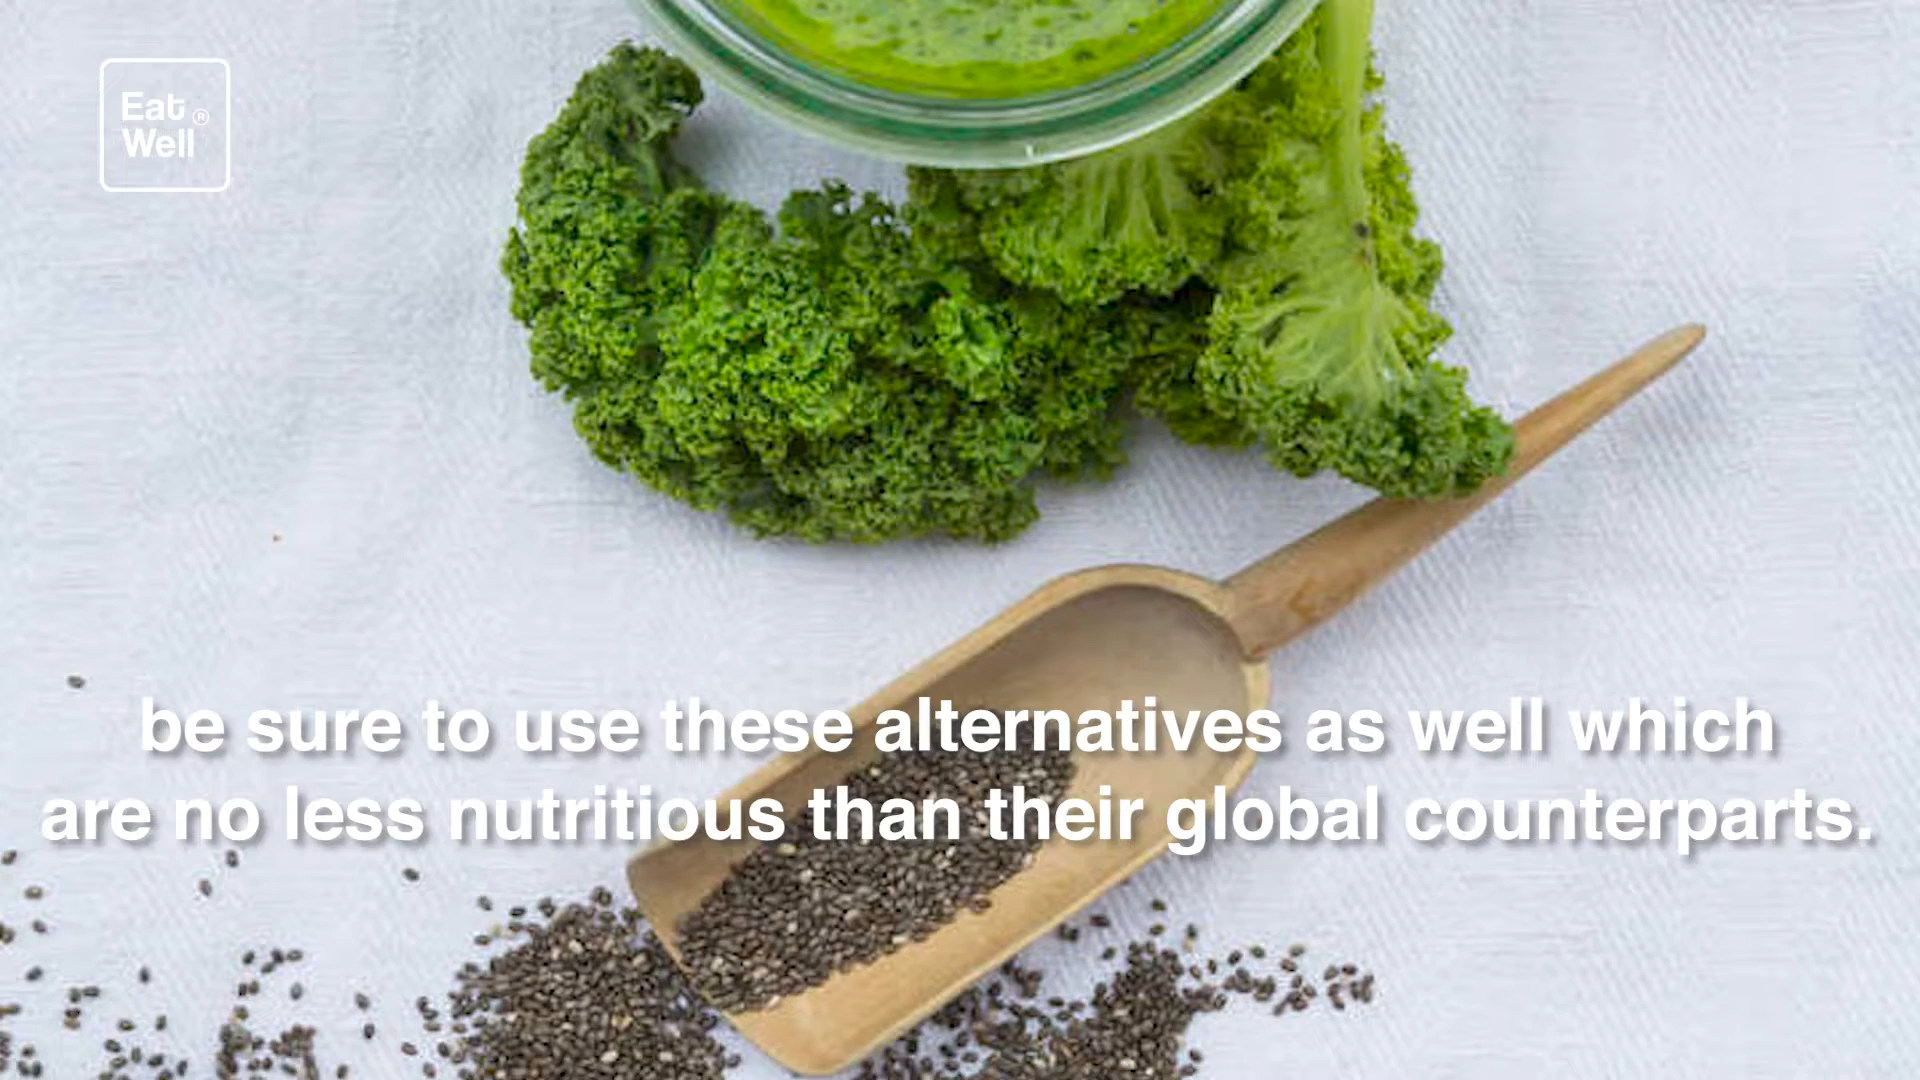 Eat ®
Well
be sure to use these alternatives as well which
are no less nutritious than their global counterparts.